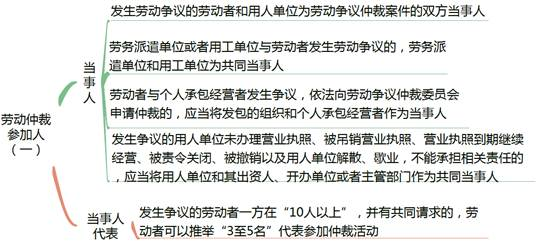 发生劳动争议的劳动者和用人单位为劳动争议仲裁案件的双方当事人
劳务派遣单位或者用工单位与劳动者发生劳动争议的，劳务派
遣单位和用工单位为共同当事人
当事人
劳动者与个人承包经营者发生争议，依法向劳动争议仲裁委员会
申请仲裁的，应当将发包的组织和个人承包经营者作为当事人
劳动仲裁
参加人
（一）
发生争议的用人单位未办理营业执照、被吊销营业执照、营业执照到期继续
经营、被责令关闭、被撤销以及用人单位解散、歇业，不能承担相关责任的
，应当将用人单位和其出资人、开办单位或者主管部门作为共同当事人
当事人
代表
发生争议的劳动者一方在“10人以上”，并有共同请求的，劳
动者可以推举“3至5名”代表参加仲裁活动